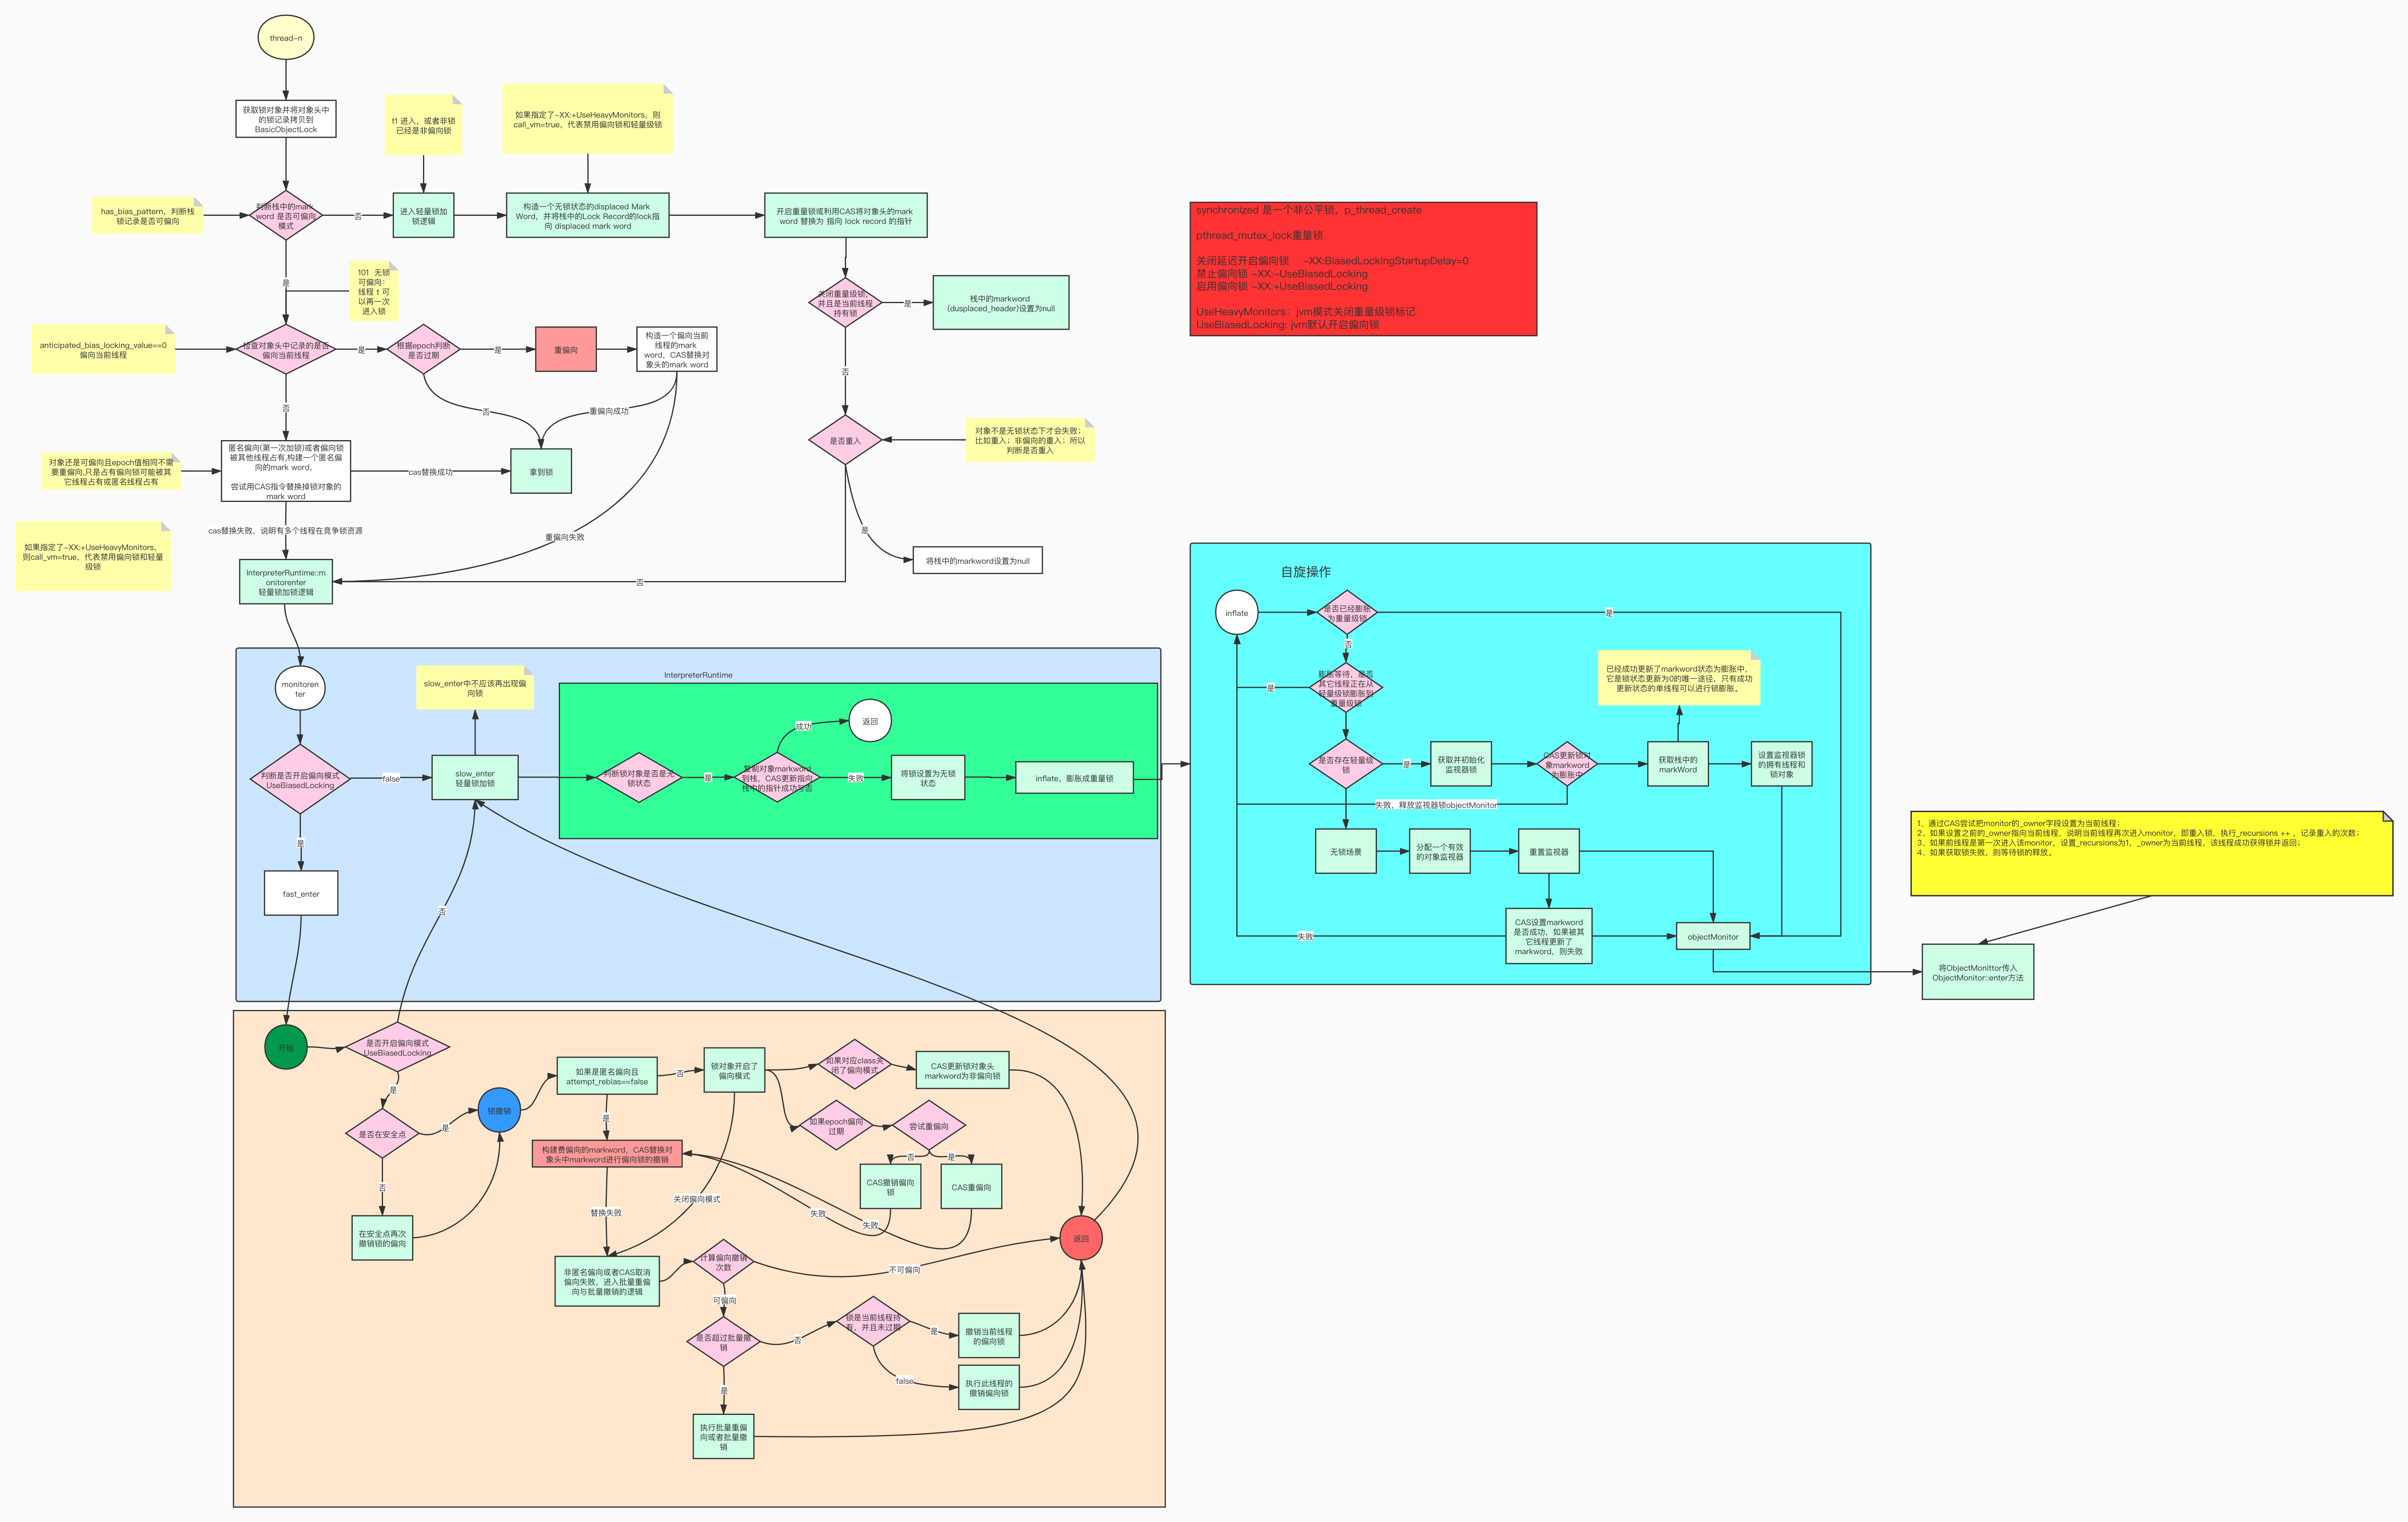 thread-n
获取锁对象并将对象头中
的锁记录拷贝到
BasicObjectLock
t1 进入，或者非锁
已经是非偏向锁
如果指定了-XX:+UseHeavyMonitors，则
call_vm=true，代表禁用偏向锁和轻量级锁
has_bias_pattern，判断栈
锁记录是否可偏向
判断栈中的mark
word 是否可偏向
模式
否
进入轻量锁加
锁逻辑
构造一个无锁状态的displaced Mark
Word，并将栈中的Lock Record的lock指
向 displaced mark word
开启重量锁或利用CAS将对象头的mark
word 替换为 指向 lock record 的指针
synchronized 是一个非公平锁，p_thread_create
pthread_mutex_lock重量锁
关闭延迟开启偏向锁 -XX:BiasedLockingStartupDelay=0
禁止偏向锁 -XX:-UseBiasedLocking
启用偏向锁 -XX:+UseBiasedLocking
UseHeavyMonitors：jvm模式关闭重量级锁标记
UseBiasedLocking: jvm默认开启偏向锁
是
101 无锁
可偏向:
线程 t 可
以再一次
进入锁
关闭重量级锁，
并且是当前线程
持有锁
是
栈中的markword
(dusplaced_header)设置为null
anticipated_bias_locking_value==0
偏向当前线程
检查对象头中记录的是否
偏向当前线程
是
根据epoch判断
是否过期
是
重偏向
构造一个偏向当前
线程的mark
word，CAS替换对
象头的mark word
否
否
否
重偏向成功
对象还是可偏向且epoch值相同不需
要重偏向,只是占有偏向锁可能被其
它线程占有或匿名线程占有
匿名偏向(第一次加锁)或者偏向锁
被其他线程占有,构建一个匿名偏
向的mark word，
尝试用CAS指令替换掉锁对象的
mark word
cas替换成功
拿到锁
是否重入
对象不是无锁状态下才会失败；
比如重入；非偏向的重入；所以
判断是否重入
cas替换失败，说明有多个线程在竞争锁资源
重偏向失败
是
如果指定了-XX:+UseHeavyMonitors，
则call_vm=true，代表禁用偏向锁和轻量
级锁
InterpreterRuntime::m
onitorenter
轻量锁加锁逻辑
否
将栈中的markword设置为null
自旋操作
inflate
是否已经膨胀
为重量级锁
是
否
膨胀等待，是否
其它线程正在从
轻量级锁膨胀到
重量级锁
是
已经成功更新了markword状态为膨胀中，
它是锁状态更新为0的唯一途径，只有成功
更新状态的单线程可以进行锁膨胀。
是否存在轻量级
锁
是
获取并初始化
监视器锁
CAS更新锁对
象markword
为膨胀中
获取栈中的
markWord
设置监视器锁
的拥有线程和
锁对象
失败，释放监视器锁objectMonitor
无锁场景
分配一个有效
的对象监视器
重置监视器
CAS设置markword
是否成功，如果被其
它线程更新了
markword，则失败
失败
objectMonitor
1、通过CAS尝试把monitor的_owner字段设置为当前线程；
2、如果设置之前的_owner指向当前线程，说明当前线程再次进入monitor，即重入锁，执行_recursions ++ ，记录重入的次数；
3、如果前线程是第一次进入该monitor，设置_recursions为1，_owner为当前线程，该线程成功获得锁并返回；
4、如果获取锁失败，则等待锁的释放。
将ObjectMonittor传入
ObjectMonitor::enter方法
monitoren
ter
slow_enter中不应该再出现偏
向锁
InterpreterRuntime
成功
返回
判断是否开启偏向模式
UseBiasedLocking
false
slow_enter
轻量锁加锁
判断锁对象是否是无
锁状态
是
复制对象markword
到栈，CAS更新指向
栈中的指针成功与否
失败
将锁设置为无锁
状态
inflate，膨胀成重量锁
是
fast_enter
否
开始
是否开启偏向模式
UseBiasedLocking
是
是否在安全点
是
锁撤销
否
在安全点再次
撤销锁的偏向
如果是匿名偏向且
attempt_rebias==false
否
锁对象开启了
偏向模式
如果对应class关
闭了偏向模式
CAS更新锁对象头
markword为非偏向锁
是
如果epoch偏向
过期
尝试重偏向
构建费偏向的markword，CAS替换对
象头中markword进行偏向锁的撤销
否
是
CAS撤销偏向
锁
CAS重偏向
关闭偏向模式
替换失败
失败
失败
返回
非匿名偏向或者CAS取消
偏向失败，进入批量重偏
向与批量撤销的逻辑
计算偏向撤销
次数
不可偏向
可偏向
是否超过批量撤
销
否
锁是当前线程持
有，并且未过期
是
撤销当前线程
的偏向锁
false
执行此线程的
撤销偏向锁
是
执行批量重偏
向或者批量撤
销